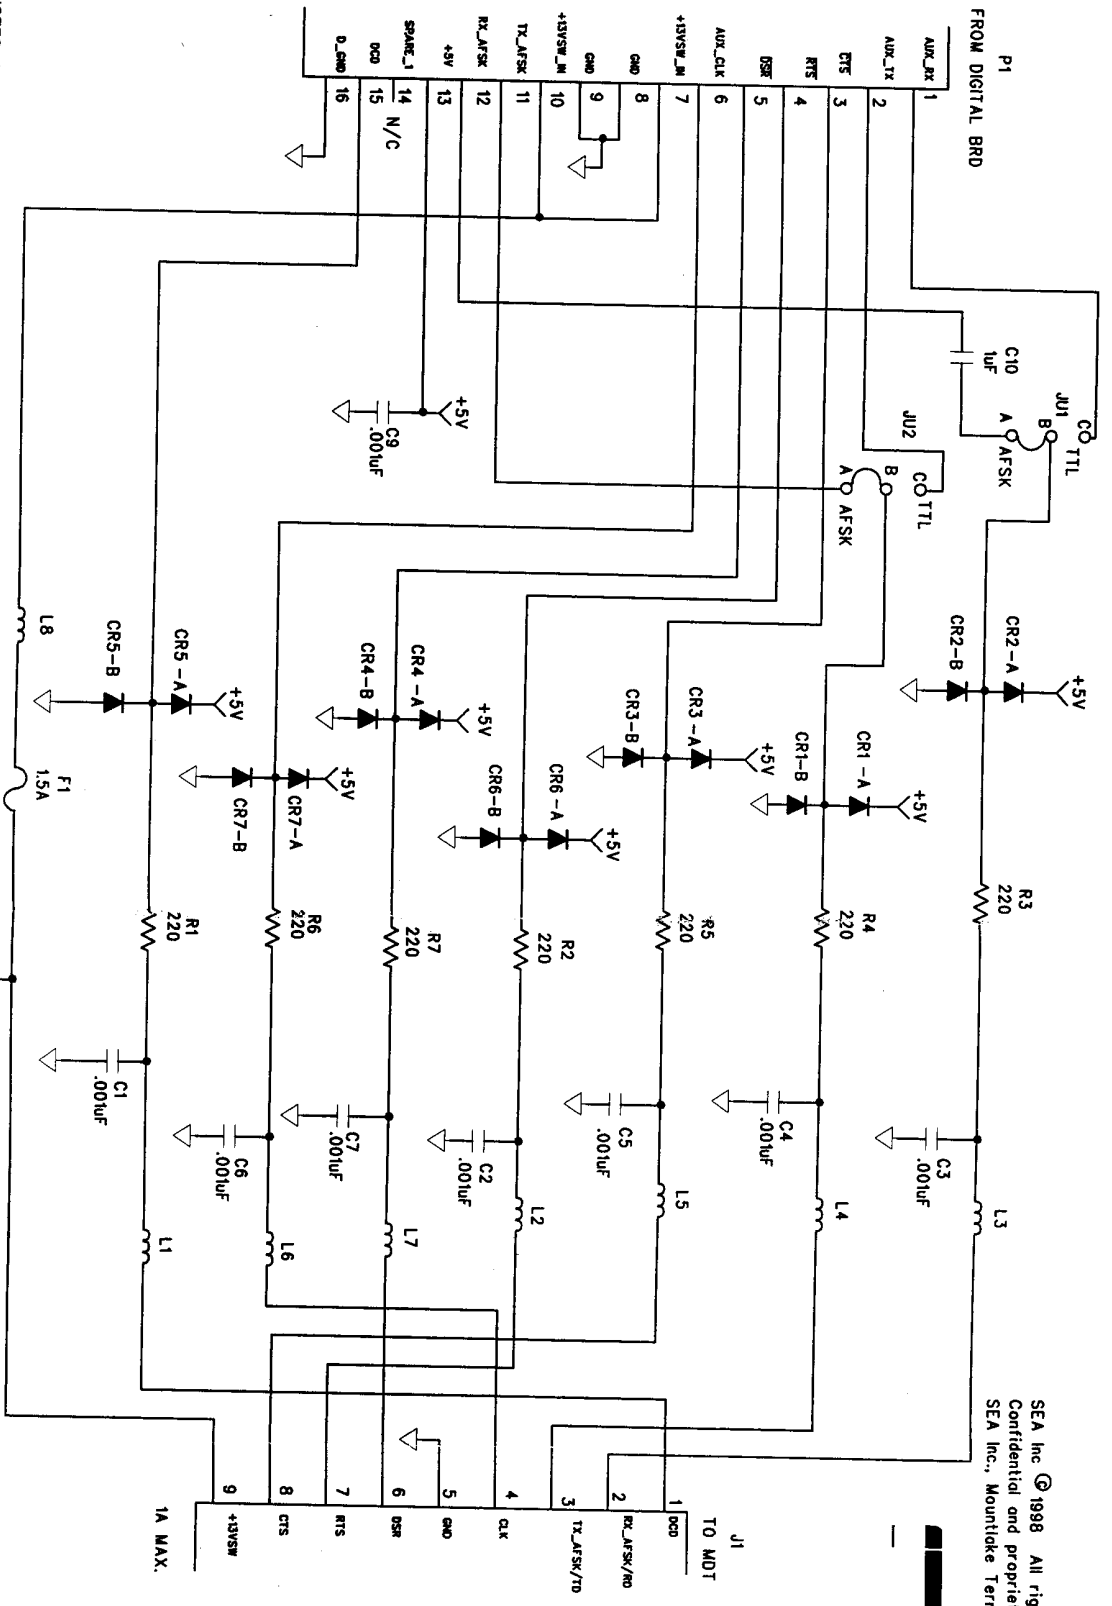 SEA Inc © 1998 All rig
Confidential and propriet
SEA Inc., Mountlake Terr
P1
FROM DIGITAL BRD
AUX_RX 1
AUX_TX 2
CTS 3
RTS 4
DSR 5
AUX_CLK 6
+13VSW_IN 7
GND 8
GND 9
+13VSW_IN 10
TX_AFSK 11
RX_AFSK 12
+5V 13
SPARE_1 14 N/C
DCD 15
D_GND 16
C10
1uF
JU1
C TTL
B
A AFSK
JU2
C TTL
B
A AFSK
+5V
C9
.001uF
CR2-A
CR2-B
+5V
R3
220
C3
.001uF
L3
CR1-A
CR1-B
+5V
R4
220
C4
.001uF
L4
CR3-A
CR3-B
+5V
R5
220
C5
.001uF
L5
CR6-A
CR6-B
+5V
R2
220
C2
.001uF
L2
CR4-A
CR4-B
+5V
R7
220
C7
.001uF
L7
CR7-A
CR7-B
+5V
R6
220
C6
.001uF
L6
CR5-A
CR5-B
+5V
R1
220
C1
.001uF
L1
L8
F1
1.5A
J1
TO MDT
1 DCD
2 RX_AFSK/RD
3 TX_AFSK/TD
4 CLK
5 GND
6 DSR
7 RTS
8 CTS
9 +13VSW
1A MAX.